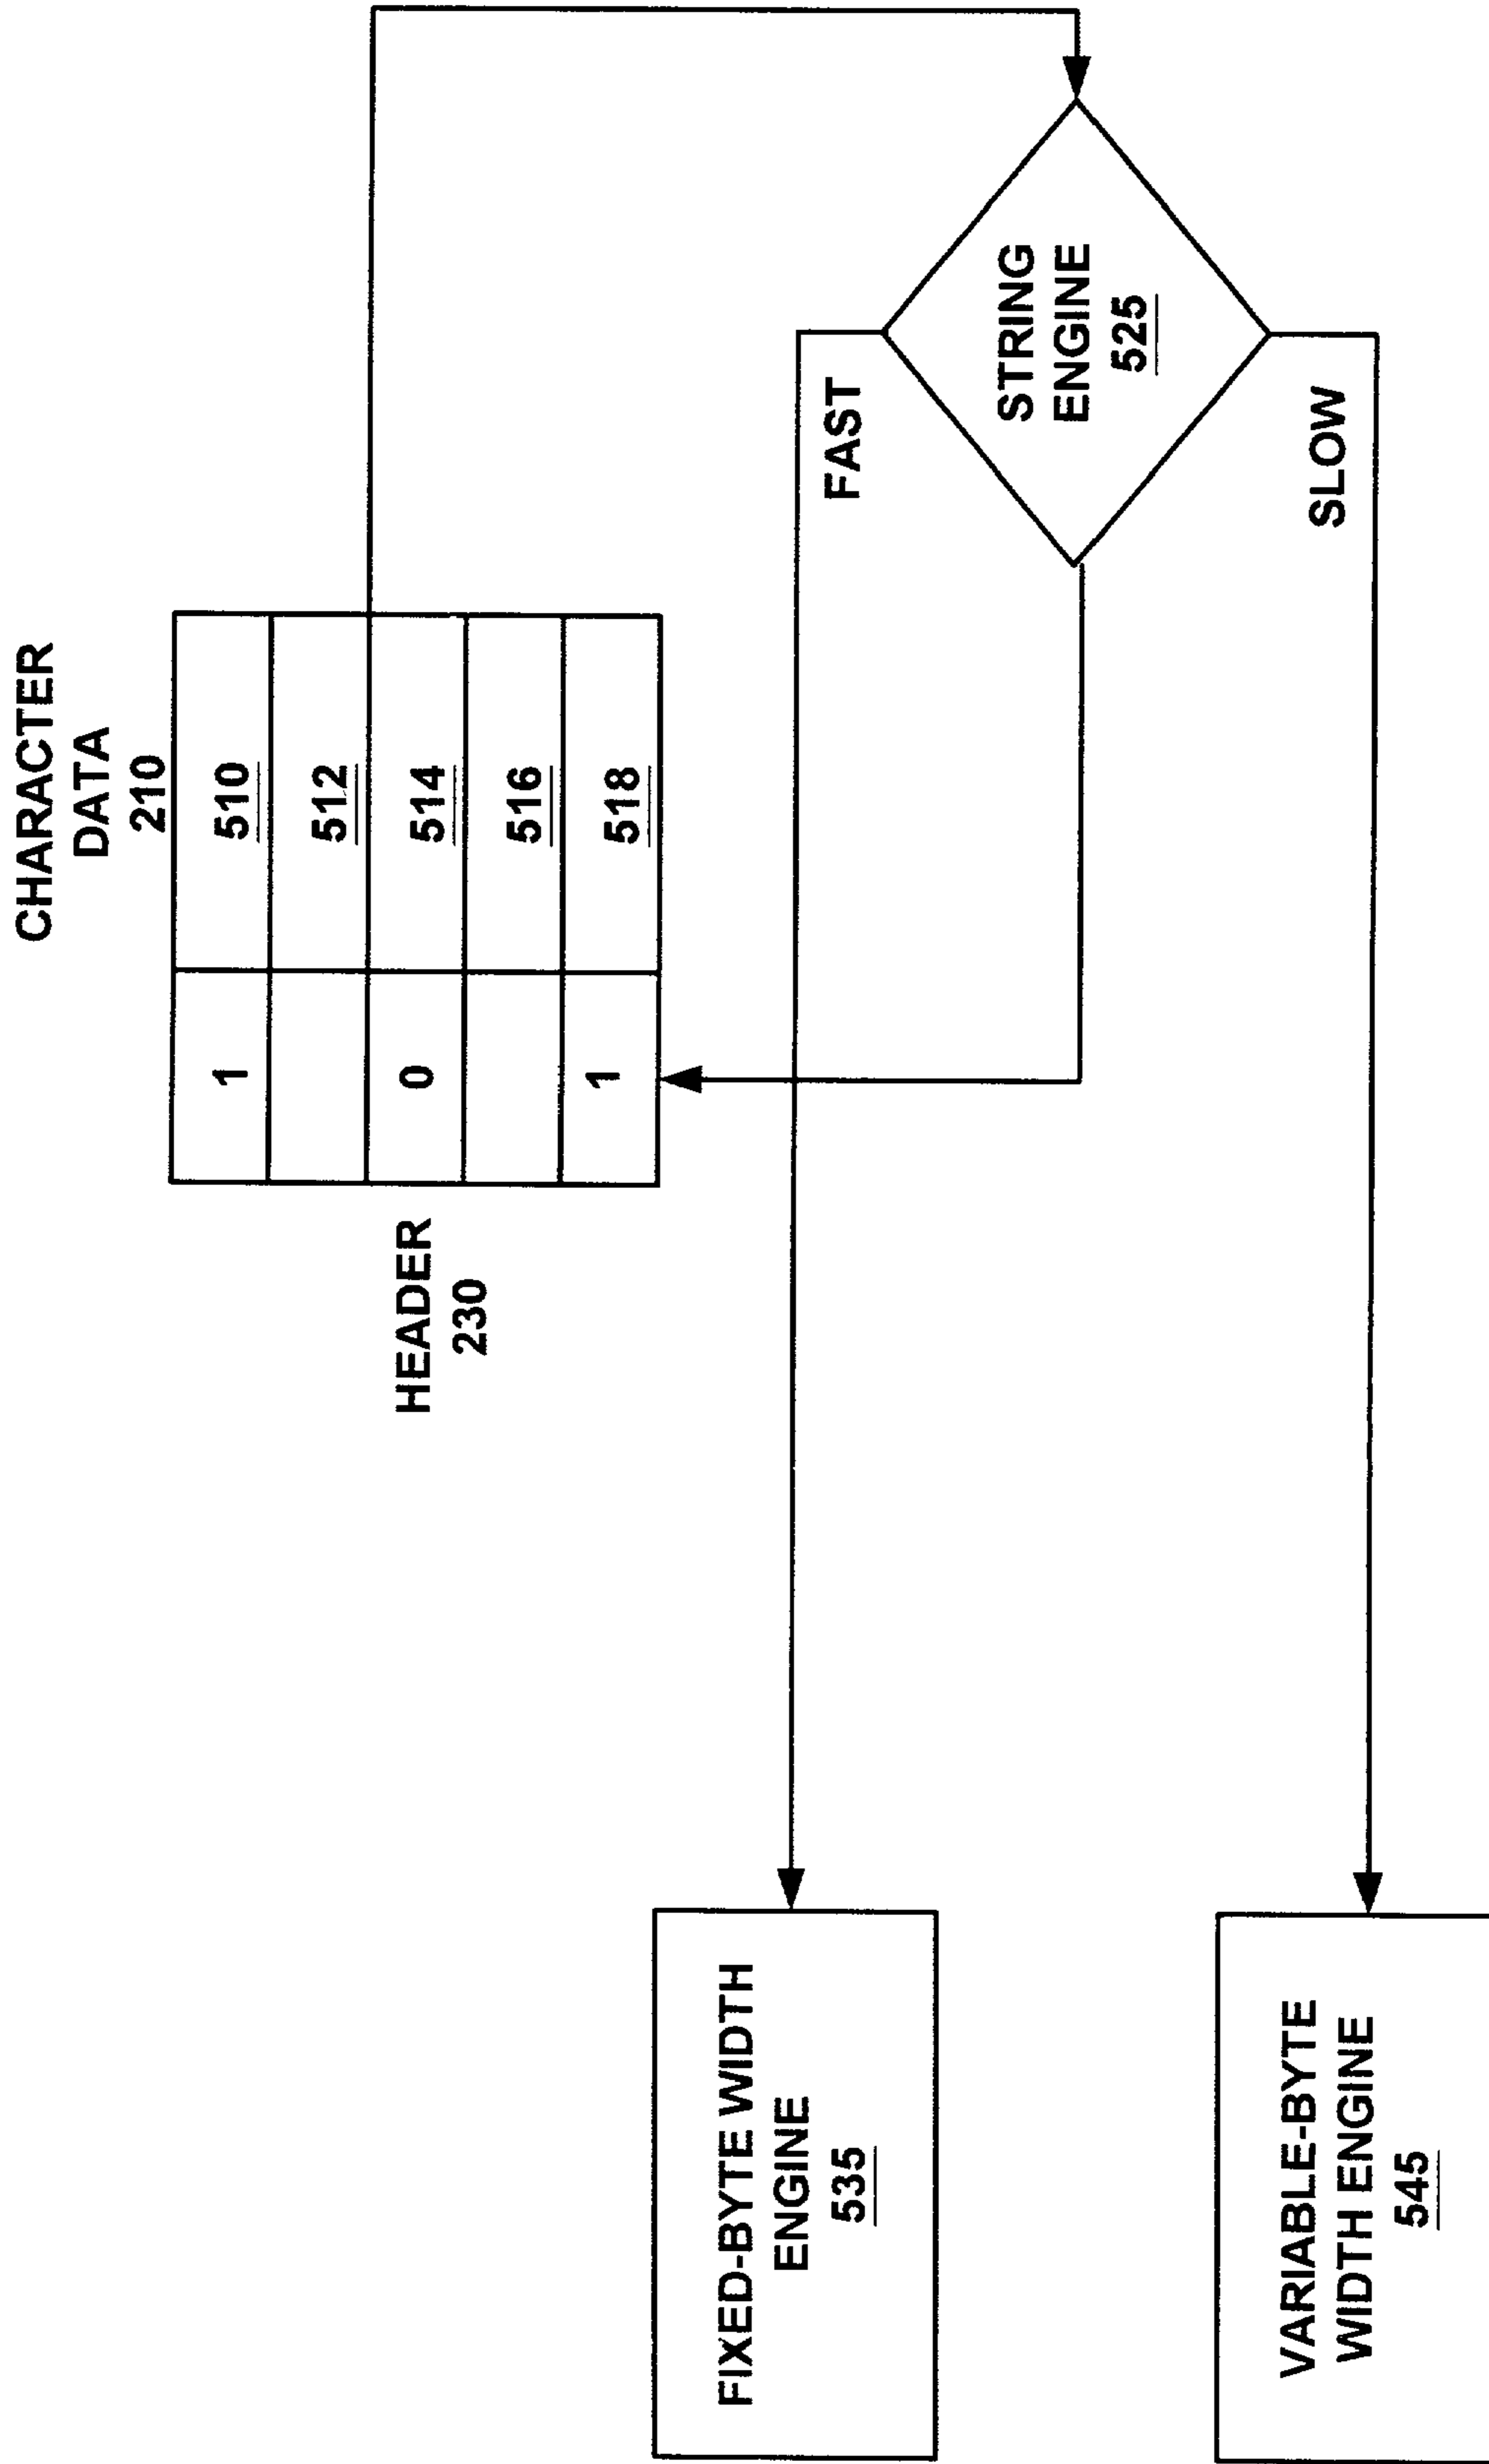 CHARACTER
DATA
210
1 510
512
HEADER
230
0 514
516
1 518
FIXED-BYTE WIDTH
ENGINE
535
FAST
STRING
ENGINE
525
SLOW
VARIABLE-BYTE
WIDTH ENGINE
545